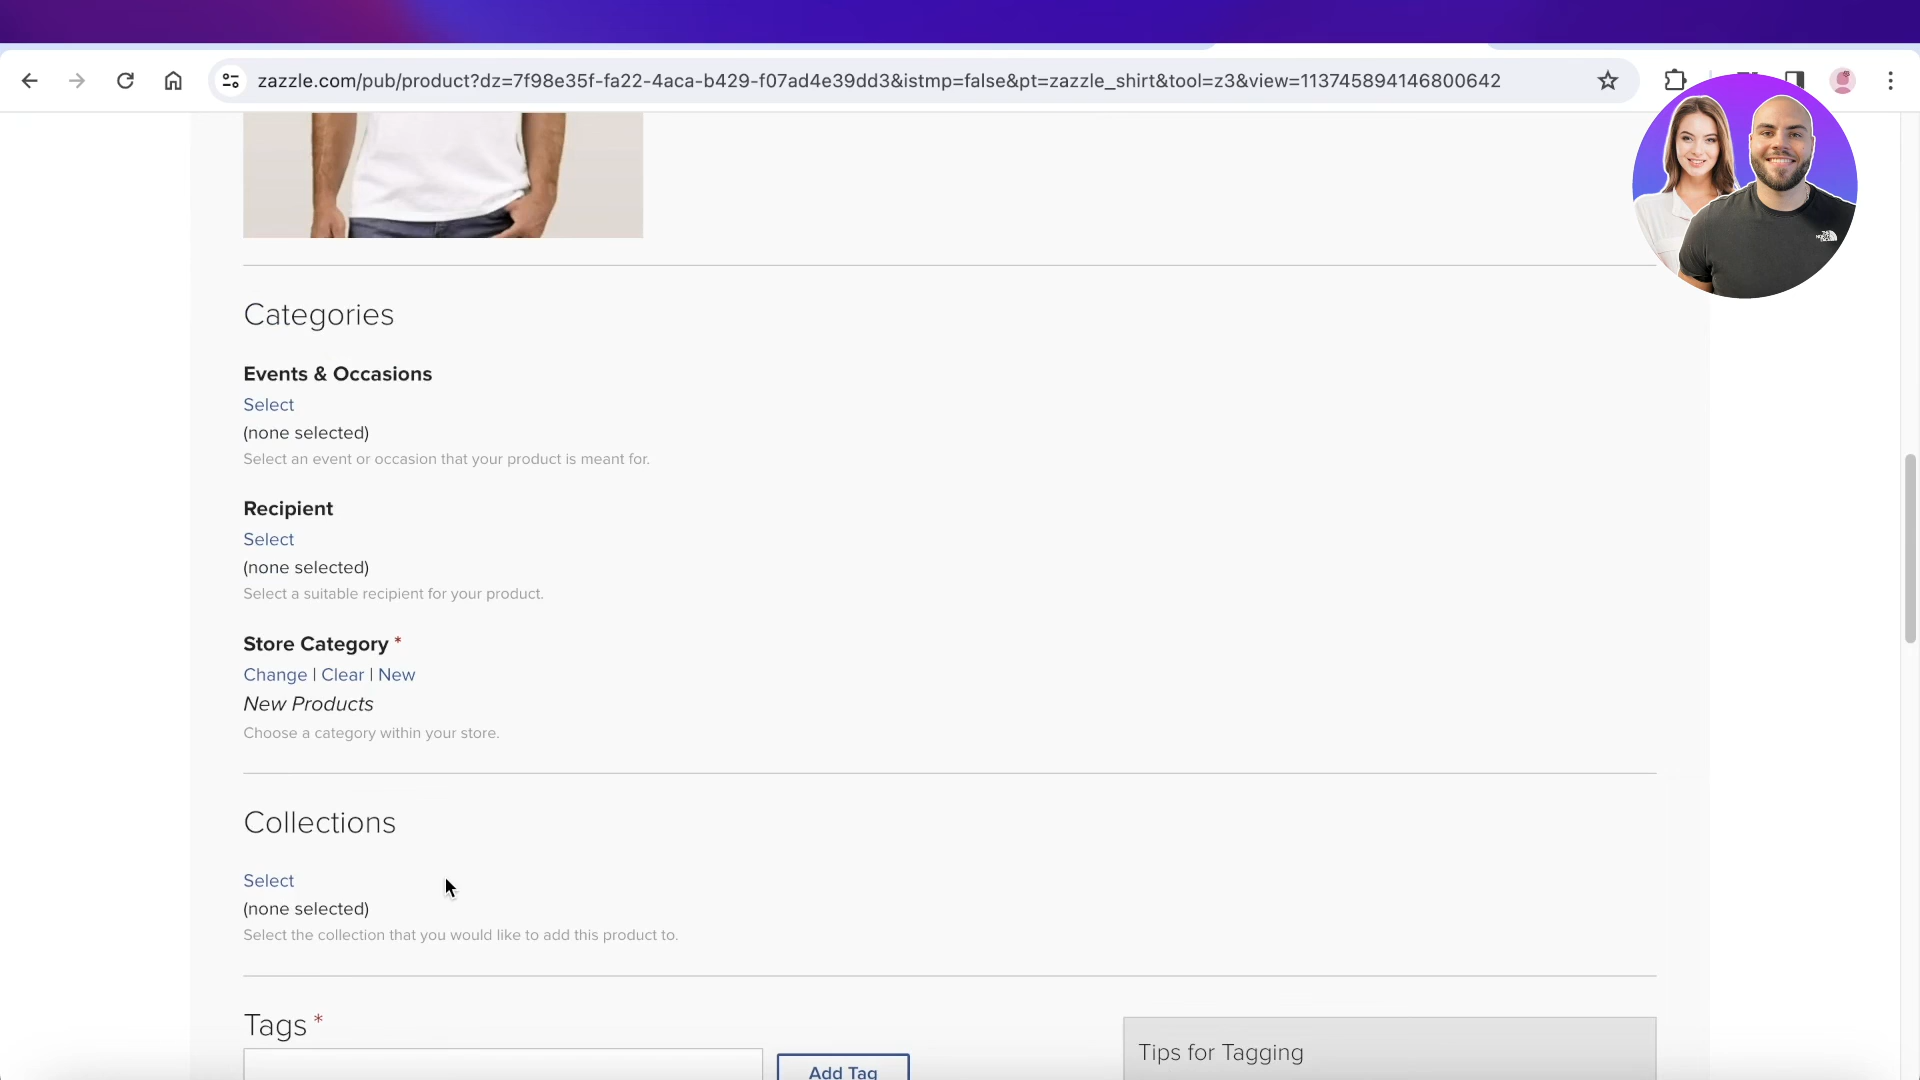 zazzle.com/pub/product?dz=7f98e35f-fa22-4aca-b429-f07ad4e39dd3&istmp=false&pt=zazzle_shirt&tool=z3&view=113745894146800642
Categories
Events & Occasions
Select
(none selected)
Select an event or occasion that your product is meant for.
Recipient
Select
(none selected)
Select a suitable recipient for your product.
Store Category *
Change | Clear | New
New Products
Choose a category within your store.
Collections
Select
(none selected)
Select the collection that you would like to add this product to.
Tags *
Add Tag
Tips for Tagging